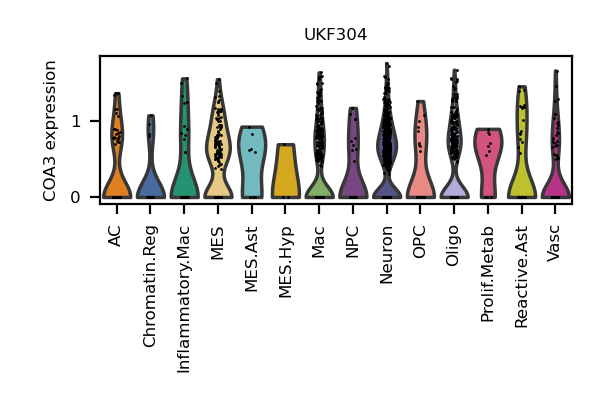 UKF304
COA3 expression
1
0
AC
Chromatin.Reg
Inflammatory.Mac
MES
MES.Ast
MES.Hyp
Mac
NPC
Neuron
OPC
Oligo
Prolif.Metab
Reactive.Ast
Vasc